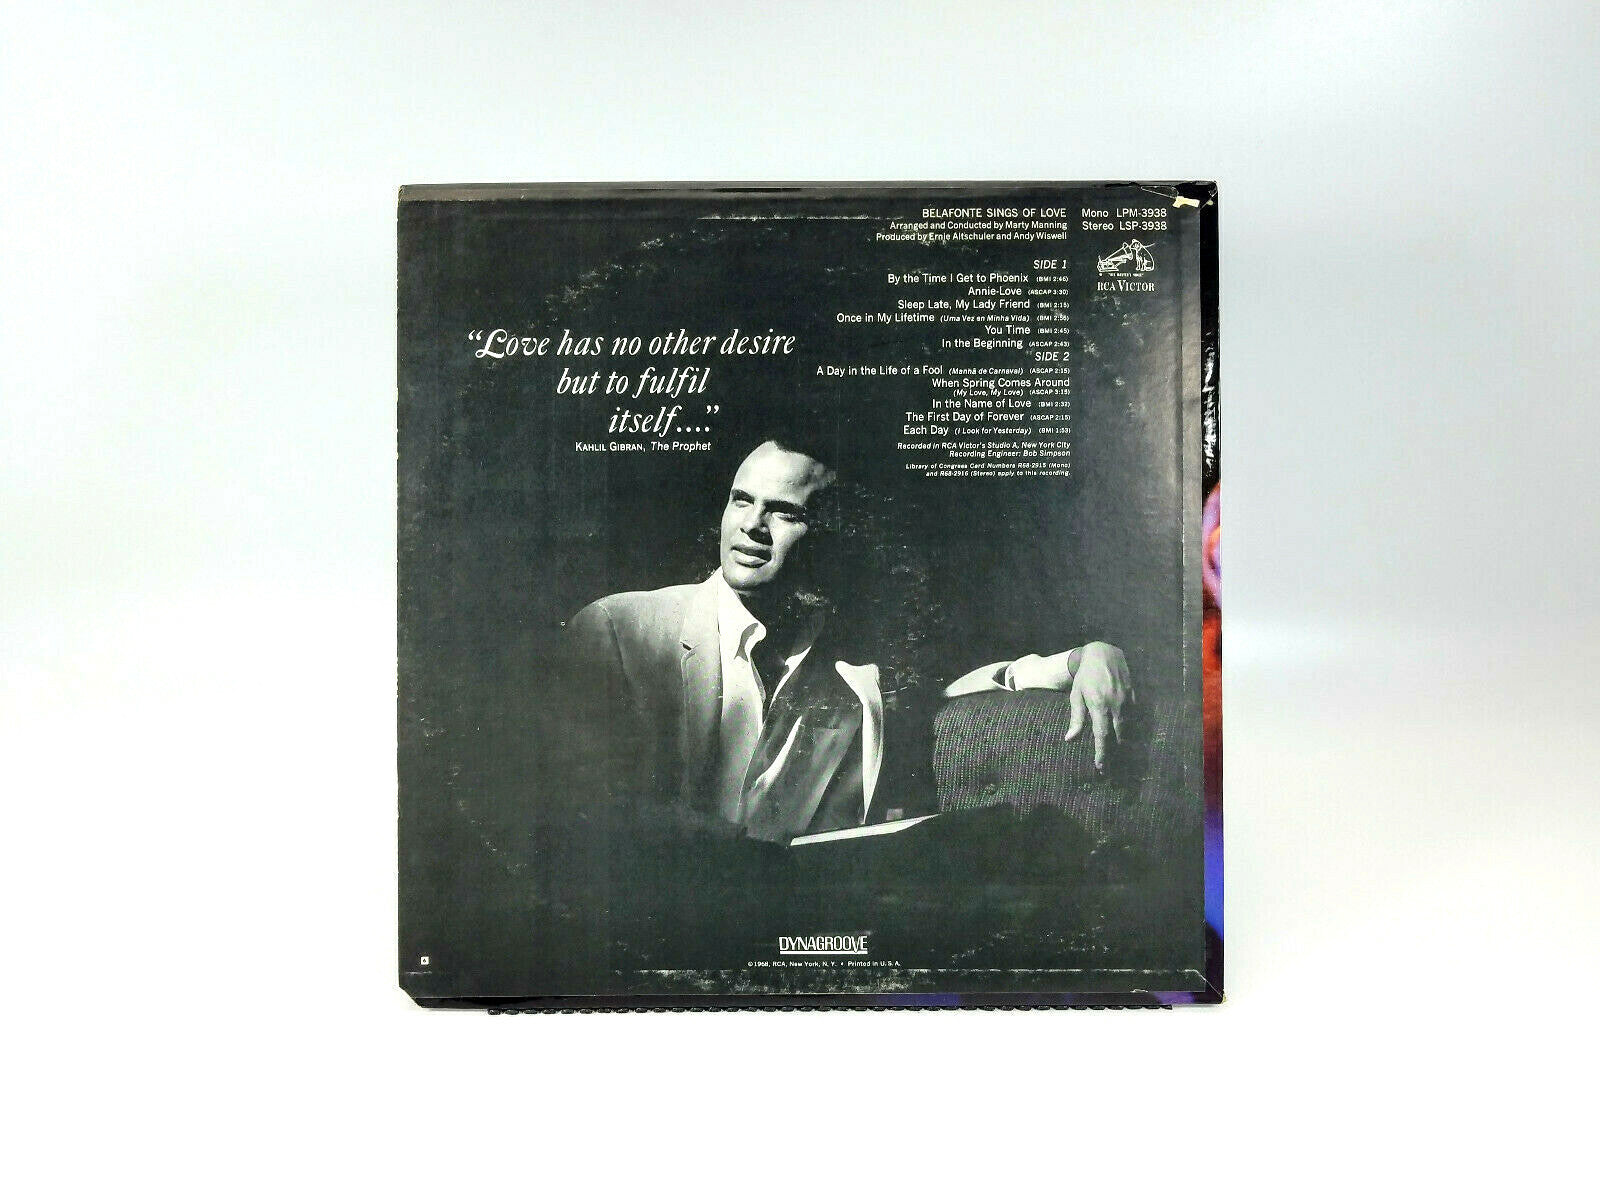 BELAFONTE SINGS OF LOVE
Arranged and Conducted by Marty Manning
Produced by Ernie Altschuler and Andy Wiswell
Mono LPM-3938
Stereo LSP-3938
"HIS MASTER'S VOICE"
RCA VICTOR
SIDE 1
By the Time I Get to Phoenix (BMI 2:46)
Annie-Love (ASCAP 3:30)
Sleep Late, My Lady Friend (BMI 2:15)
Once in My Lifetime (Uma Vez en Minha Vida) (BMI 2:56)
You Time (BMI 2:45)
In the Beginning (ASCAP 2:43)
SIDE 2
A Day in the Life of a Fool (Manhã de Carnaval) (ASCAP 2:15)
When Spring Comes Around
(My Love, My Love) (ASCAP 3:15)
In the Name of Love (BMI 2:32)
The First Day of Forever (ASCAP 2:15)
Each Day (I Look for Yesterday) (BMI 1:53)
Recorded in RCA Victor's Studio A, New York City
Recording Engineer: Bob Simpson
Library of Congress Card Numbers R68-2915 (Mono)
and R68-2916 (Stereo) apply to this recording.
"Love has no other desire
but to fulfil
itself...."
KAHLIL GIBRAN, The Prophet
DYNAGROOVE
©1968, RCA, New York, N. Y. • Printed in U. S. A.
6